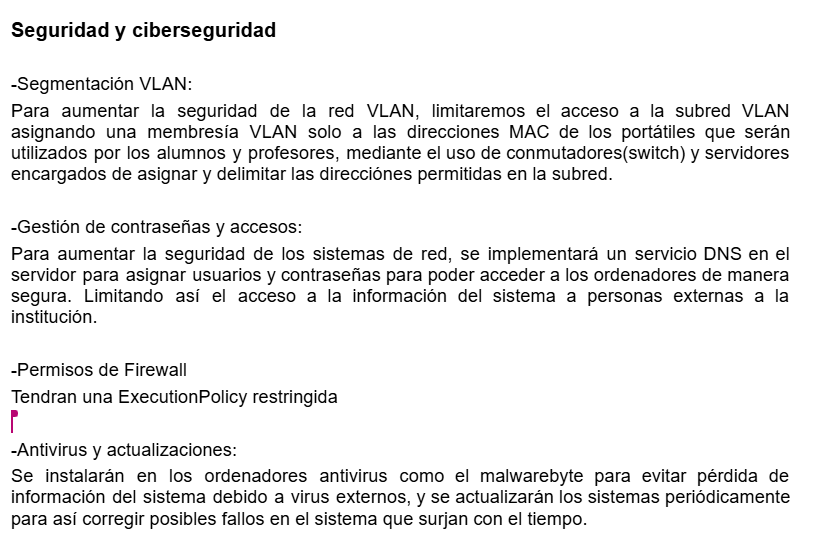 Seguridad y ciberseguridad
-Segmentación VLAN:
Para aumentar la seguridad de la red VLAN, limitaremos el acceso a la subred VLAN
asignando una membresía VLAN solo a las direcciones MAC de los portátiles que serán
utilizados por los alumnos y profesores, mediante el uso de conmutadores(switch) y servidores
encargados de asignar y delimitar las direcciónes permitidas en la subred.
-Gestión de contraseñas y accesos:
Para aumentar la seguridad de los sistemas de red, se implementará un servicio DNS en el
servidor para asignar usuarios y contraseñas para poder acceder a los ordenadores de manera
segura. Limitando así el acceso a la información del sistema a personas externas a la
institución.
-Permisos de Firewall
Tendran una ExecutionPolicy restringida
-Antivirus y actualizaciones:
Se instalarán en los ordenadores antivirus como el malwarebyte para evitar pérdida de
información del sistema debido a virus externos, y se actualizarán los sistemas periódicamente
para así corregir posibles fallos en el sistema que surjan con el tiempo.